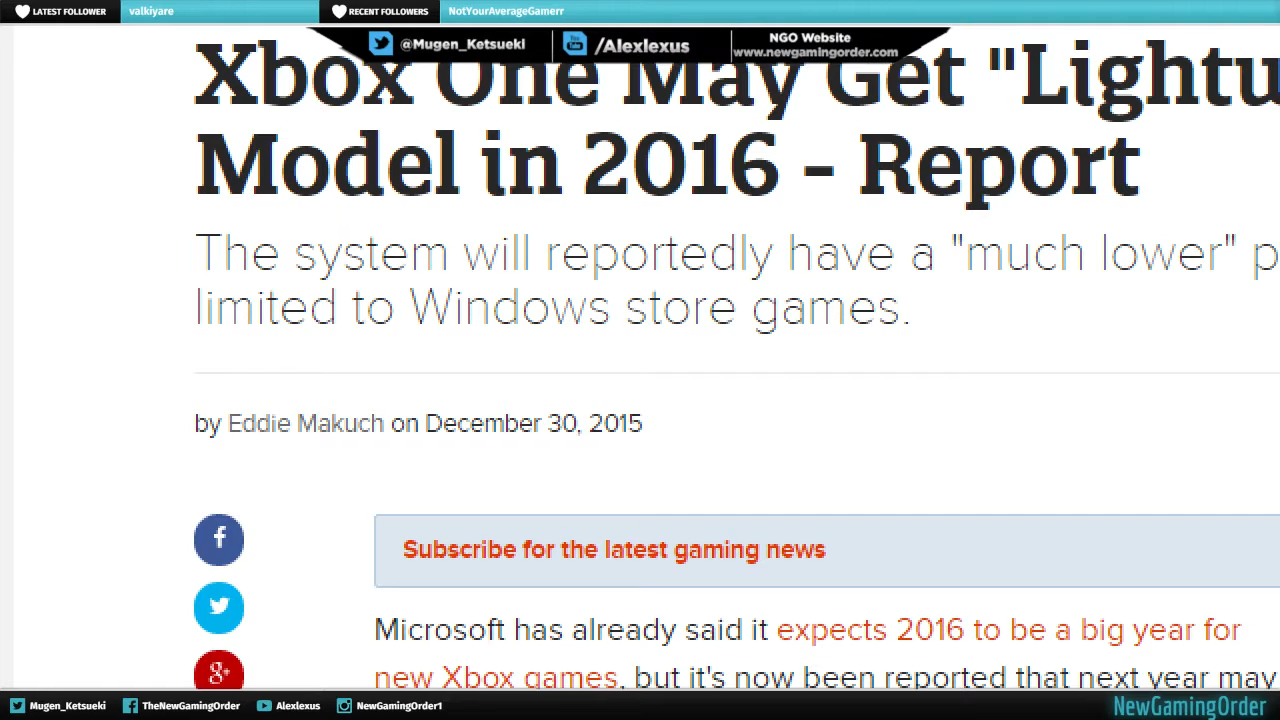 LATEST FOLLOWER valkiyare RECENT FOLLOWERS NotYourAverageGamerr
@Mugen_Ketsueki You Tube /Alexlexus NGO Website
www.newgamingorder.com
Xbox One May Get "Lightu
Model in 2016 - Report
The system will reportedly have a "much lower" p
limited to Windows store games.
by Eddie Makuch on December 30, 2015
f
Subscribe for the latest gaming news
Microsoft has already said it expects 2016 to be a big year for
g+
new Xbox games, but it's now been reported that next year may
Mugen_Ketsueki TheNewGamingOrder Alexlexus NewGamingOrder1 NewGamingOrder